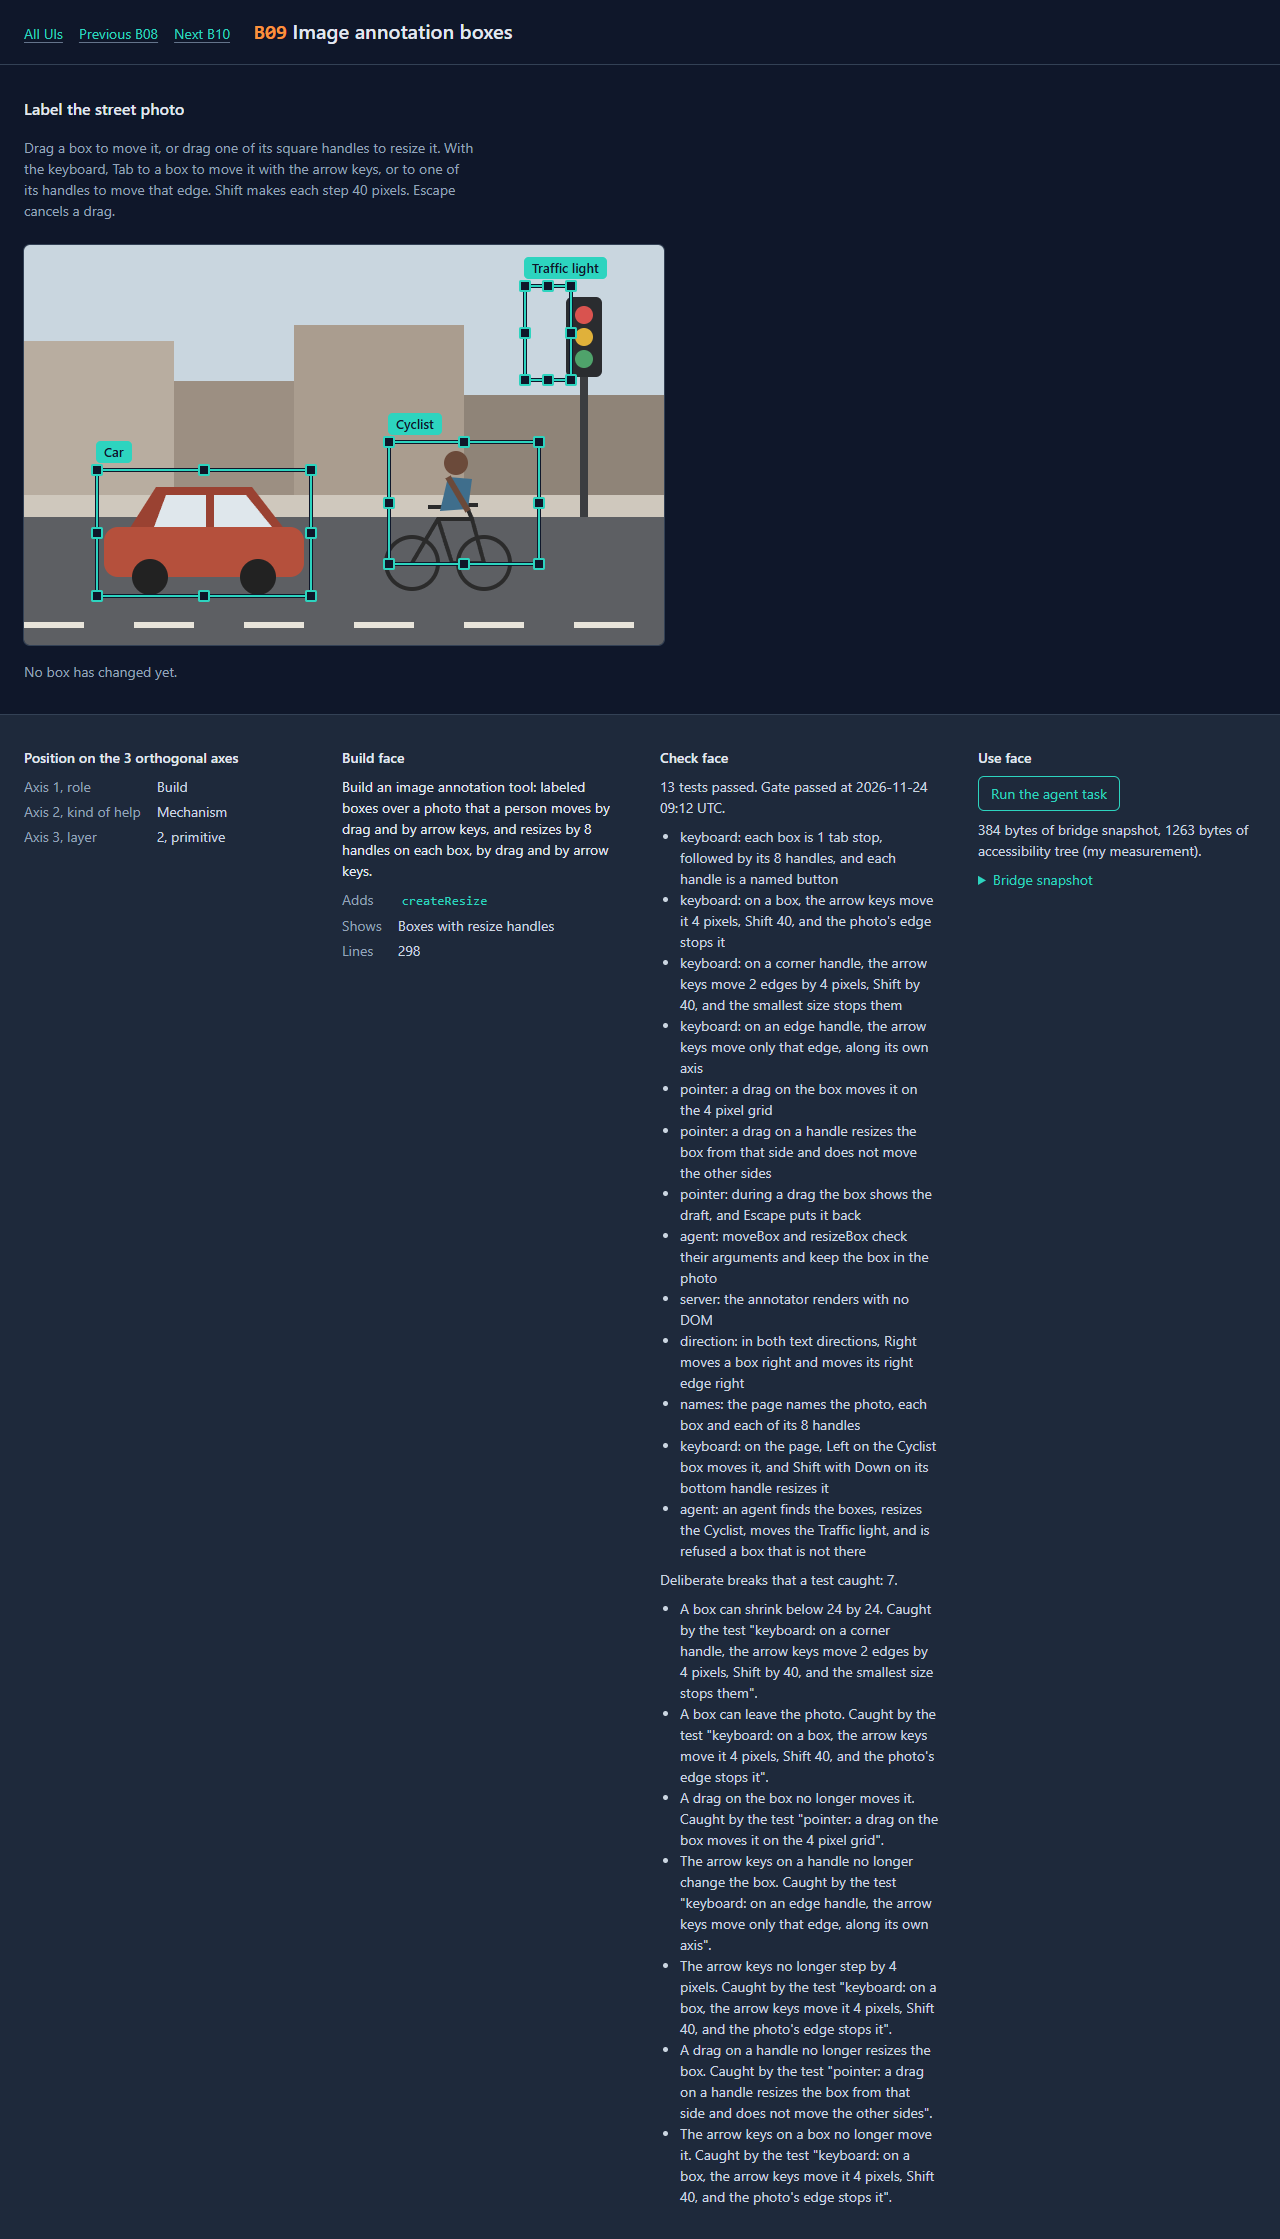 All UIs Previous B08 Next B10 B09 Image annotation boxes
Label the street photo
Drag a box to move it, or drag one of its square handles to resize it. With
the keyboard, Tab to a box to move it with the arrow keys, or to one of
its handles to move that edge. Shift makes each step 40 pixels. Escape
cancels a drag.
Traffic light
Cyclist
Car
No box has changed yet.
Position on the 3 orthogonal axes
Axis 1, role Build
Axis 2, kind of help Mechanism
Axis 3, layer 2, primitive
Build face
Build an image annotation tool: labeled
boxes over a photo that a person moves by
drag and by arrow keys, and resizes by 8
handles on each box, by drag and by arrow
keys.
Adds createResize
Shows Boxes with resize handles
Lines 298
Check face
13 tests passed. Gate passed at 2026-11-24
09:12 UTC.
• keyboard: each box is 1 tab stop,
followed by its 8 handles, and each
handle is a named button
• keyboard: on a box, the arrow keys move
it 4 pixels, Shift 40, and the photo's edge
stops it
• keyboard: on a corner handle, the arrow
keys move 2 edges by 4 pixels, Shift by
40, and the smallest size stops them
• keyboard: on an edge handle, the arrow
keys move only that edge, along its own
axis
• pointer: a drag on the box moves it on
the 4 pixel grid
• pointer: a drag on a handle resizes the
box from that side and does not move
the other sides
• pointer: during a drag the box shows the
draft, and Escape puts it back
• agent: moveBox and resizeBox check
their arguments and keep the box in the
photo
• server: the annotator renders with no
DOM
• direction: in both text directions, Right
moves a box right and moves its right
edge right
• names: the page names the photo, each
box and each of its 8 handles
• keyboard: on the page, Left on the Cyclist
box moves it, and Shift with Down on its
bottom handle resizes it
• agent: an agent finds the boxes, resizes
the Cyclist, moves the Traffic light, and is
refused a box that is not there
Deliberate breaks that a test caught: 7.
• A box can shrink below 24 by 24. Caught
by the test "keyboard: on a corner
handle, the arrow keys move 2 edges by
4 pixels, Shift by 40, and the smallest size
stops them".
• A box can leave the photo. Caught by the
test "keyboard: on a box, the arrow keys
move it 4 pixels, Shift 40, and the photo's
edge stops it".
• A drag on the box no longer moves it.
Caught by the test "pointer: a drag on the
box moves it on the 4 pixel grid".
• The arrow keys on a handle no longer
change the box. Caught by the test
"keyboard: on an edge handle, the arrow
keys move only that edge, along its own
axis".
• The arrow keys no longer step by 4
pixels. Caught by the test "keyboard: on a
box, the arrow keys move it 4 pixels, Shift
40, and the photo's edge stops it".
• A drag on a handle no longer resizes the
box. Caught by the test "pointer: a drag
on a handle resizes the box from that
side and does not move the other sides".
• The arrow keys on a box no longer move
it. Caught by the test "keyboard: on a
box, the arrow keys move it 4 pixels, Shift
40, and the photo's edge stops it".
Use face
Run the agent task
384 bytes of bridge snapshot, 1263 bytes of
accessibility tree (my measurement).
▶ Bridge snapshot